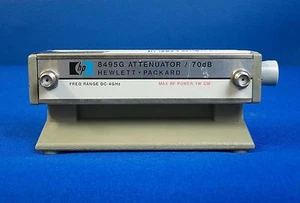 hp
8495G ATTENUATOR / 70dB
HEWLETT - PACKARD
FREQ RANGE DC-4GHz
MAX RF POWER 1W CW